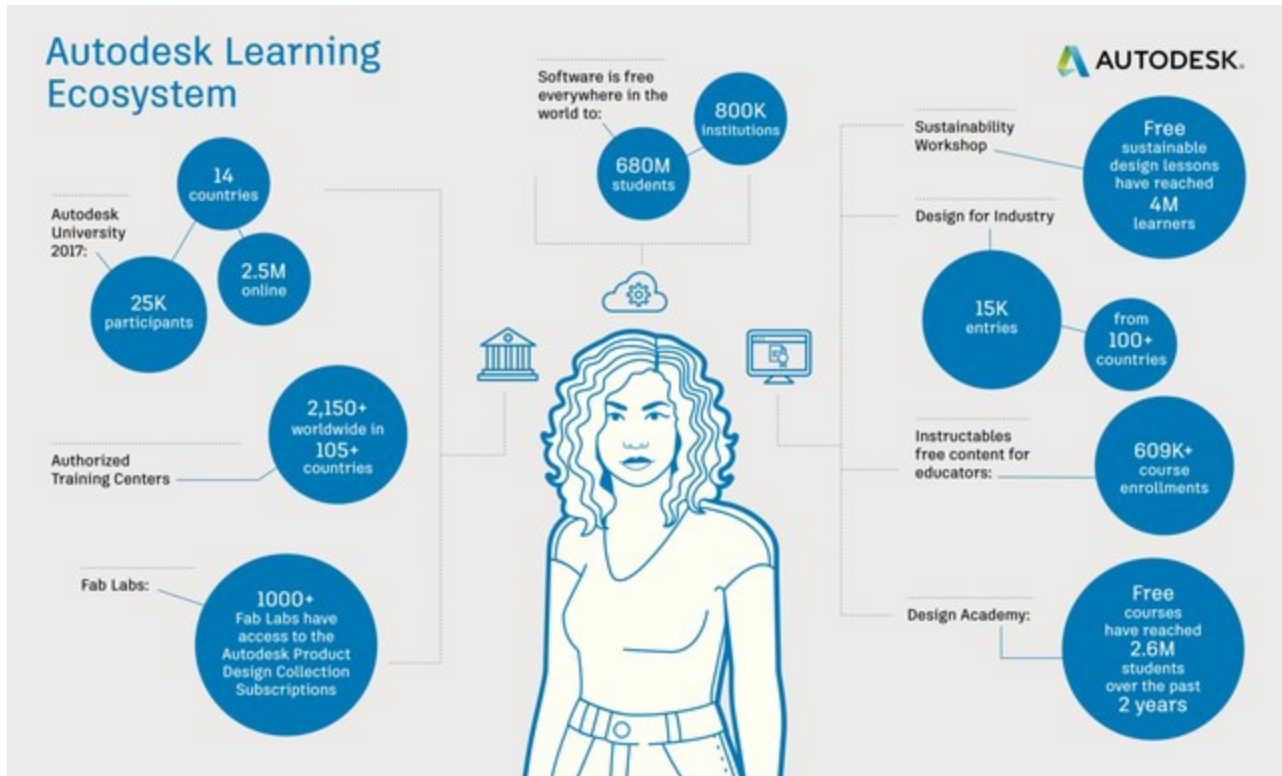 Autodesk Learning
Ecosystem
AUTODESK.
14
countries
Autodesk
University
2017:
25K
participants
2.5M
online
2,150+
worldwide in
105+
countries
Authorized
Training Centers
Fab Labs:
1000+
Fab Labs have
access to the
Autodesk Product
Design Collection
Subscriptions
Software is free
everywhere in the
world to:
680M
students
800K
institutions
Sustainability
Workshop
Free
sustainable
design lessons
have reached
4M
learners
Design for Industry
15K
entries
from
100+
countries
Instructables
free content for
educators:
609K+
course
enrollments
Design Academy:
Free
courses
have reached
2.6M
students
over the past
2 years